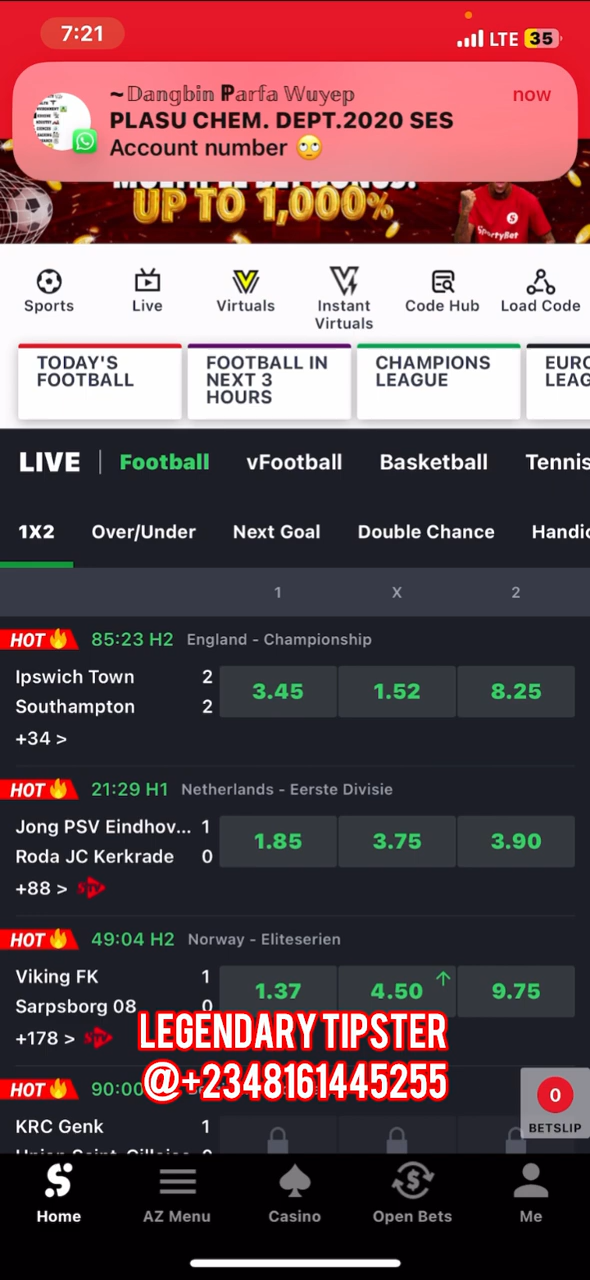 7:21
LTE 35
~ 𝔻𝕒𝕟𝕘𝕓𝕚𝕟 ℙ𝕒𝕣𝕗𝕒 𝕎𝕦𝕪𝕖𝕡
now
PLASU CHEM. DEPT.2020 SES
Account number 🙄
UP TO 1,000%
SportyBet
Sports
Live
Virtuals
Instant
Virtuals
Code Hub
Load Code
TODAY'S
FOOTBALL
FOOTBALL IN
NEXT 3
HOURS
CHAMPIONS
LEAGUE
EURO
LEAG
LIVE | Football vFootball Basketball Tennis
1X2 Over/Under Next Goal Double Chance Handic
1 X 2
HOT🔥 85:23 H2 England - Championship
Ipswich Town 2 3.45 1.52 8.25
Southampton 2
+34 >
HOT🔥 21:29 H1 Netherlands - Eerste Divisie
Jong PSV Eindhov... 1 1.85 3.75 3.90
Roda JC Kerkrade 0
+88 >
HOT🔥 49:04 H2 Norway - Eliteserien
Viking FK 1 1.37 4.50 ↑ 9.75
Sarpsborg 08 0
+178 >
LEGENDARY TIPSTER
@+2348161445255
HOT🔥 90:00
KRC Genk 1
0
BETSLIP
Home
AZ Menu
Casino
Open Bets
Me